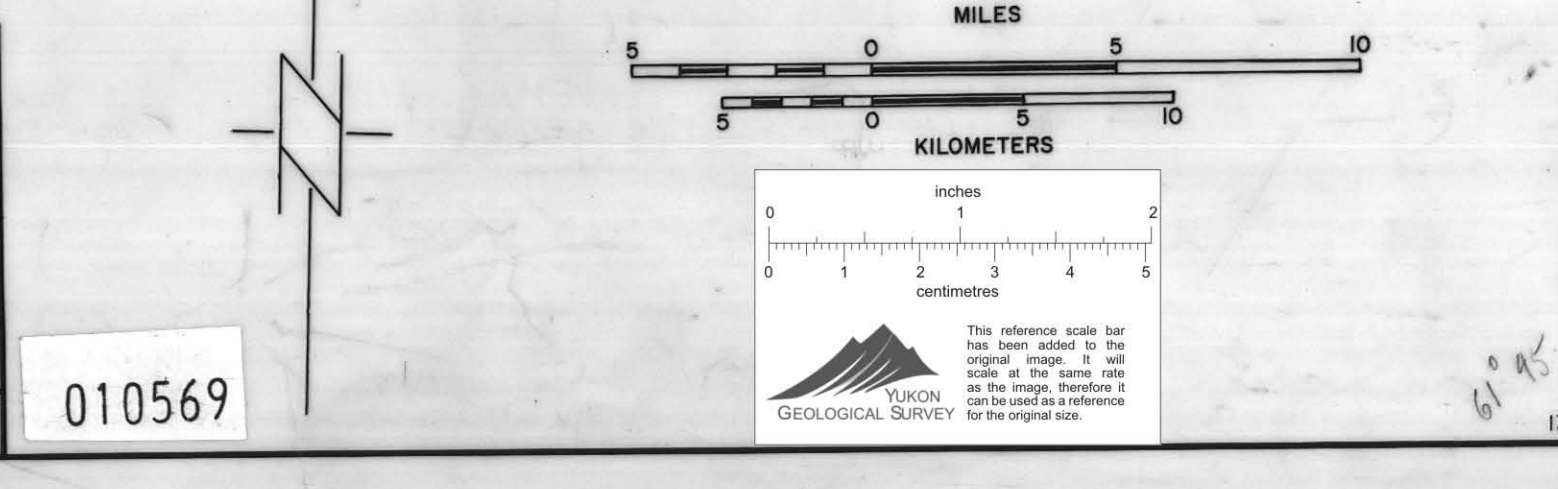 MILES
5 0 5 10
5 0 5 10
KILOMETERS
inches
0 1 2
0 1 2 3 4 5
centimetres
This reference scale bar
has been added to the
original image. It will
scale at the same rate
as the image, therefore it
can be used as a reference
for the original size.
YUKON
GEOLOGICAL SURVEY
010569
61° 95